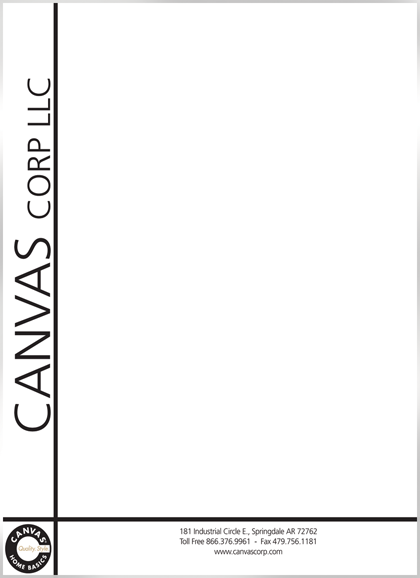 CANVAS CORP LLC
CANVAS
Quality. Style.
HOME BASICS
181 Industrial Circle E., Springdale AR 72762
Toll Free 866.376.9961 - Fax 479.756.1181
www.canvascorp.com